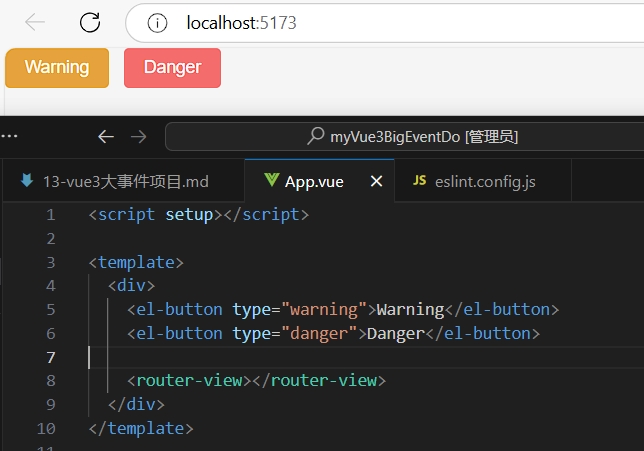 localhost:5173
Warning Danger
myVue3BigEventDo [管理员]
13-vue3大事件项目.md App.vue JS eslint.config.js
1 <script setup></script>
2
3 <template>
4 <div>
5 <el-button type="warning">Warning</el-button>
6 <el-button type="danger">Danger</el-button>
7
8 <router-view></router-view>
9 </div>
10 </template>
11